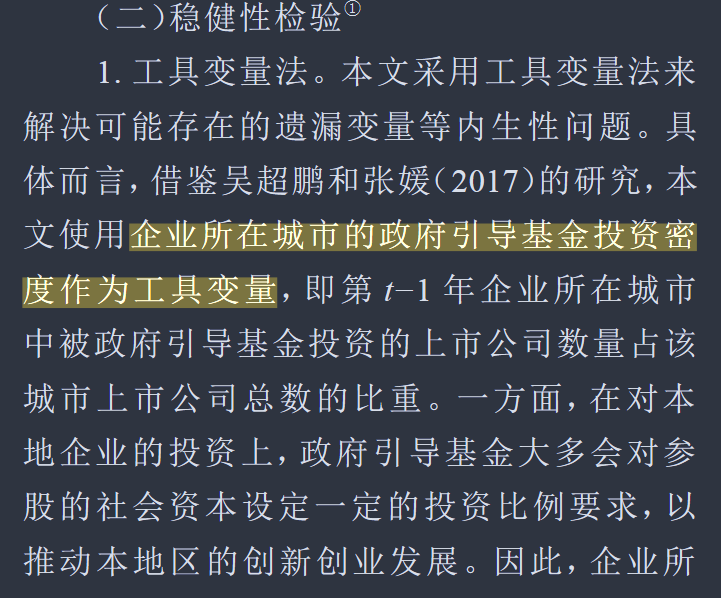 （二）稳健性检验①
1. 工具变量法。本文采用工具变量法来
解决可能存在的遗漏变量等内生性问题。具
体而言，借鉴吴超鹏和张媛（2017）的研究，本
文使用企业所在城市的政府引导基金投资密
度作为工具变量，即第 t−1 年企业所在城市
中被政府引导基金投资的上市公司数量占该
城市上市公司总数的比重。一方面，在对本
地企业的投资上，政府引导基金大多会对参
股的社会资本设定一定的投资比例要求，以
推动本地区的创新创业发展。因此，企业所